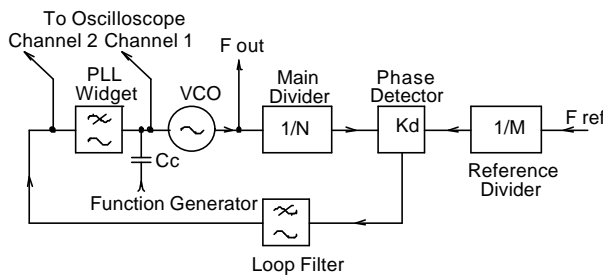 To Oscilloscope
Channel 2 Channel 1
F out
PLL
Widget
VCO
Main
Divider
Phase
Detector
1/N
Kd
1/M
F ref
Cc
Reference
Divider
Function Generator
Loop Filter